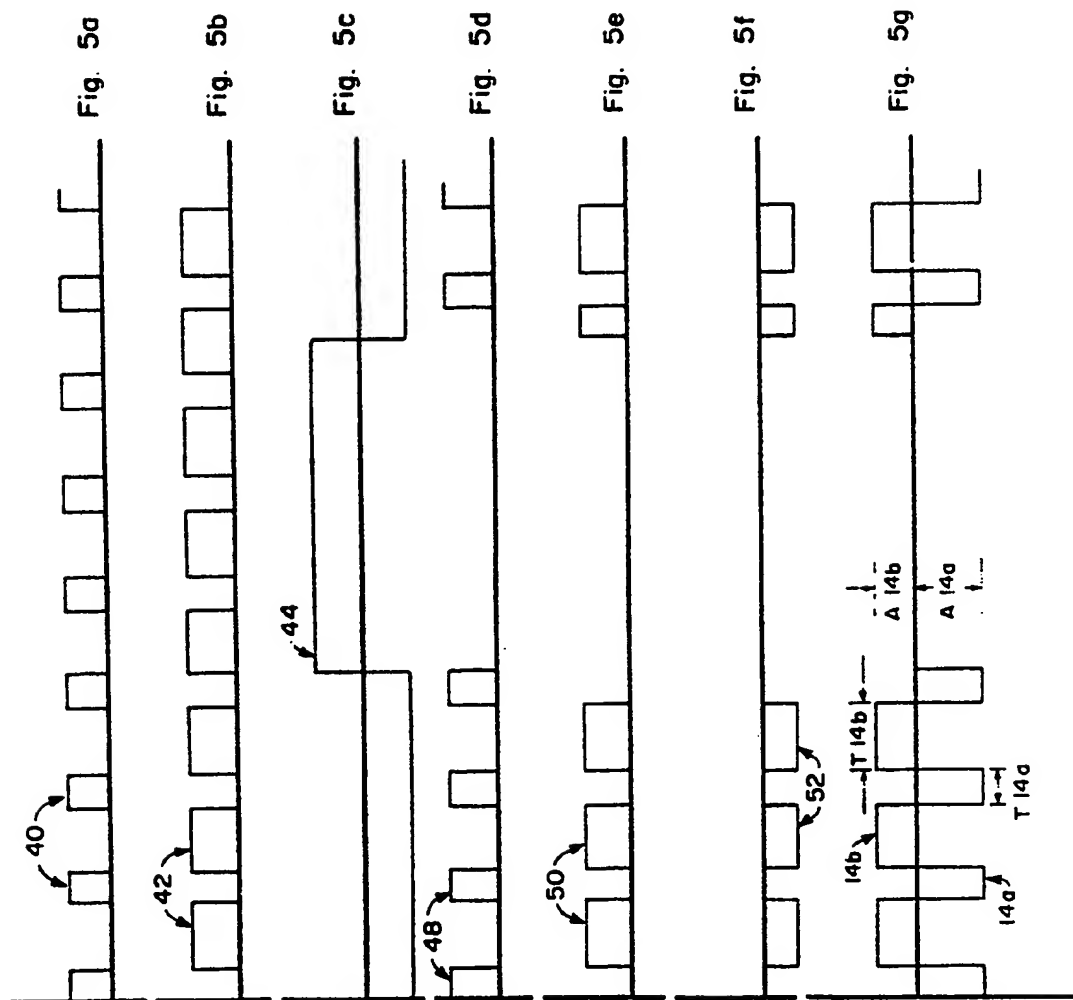 Fig. 5a
40
Fig. 5b
42
Fig. 5c
44
Fig. 5d
48
Fig. 5e
50
Fig. 5f
52
Fig. 5g
14b
14a
T 14b
T 14a
A 14b
A 14a